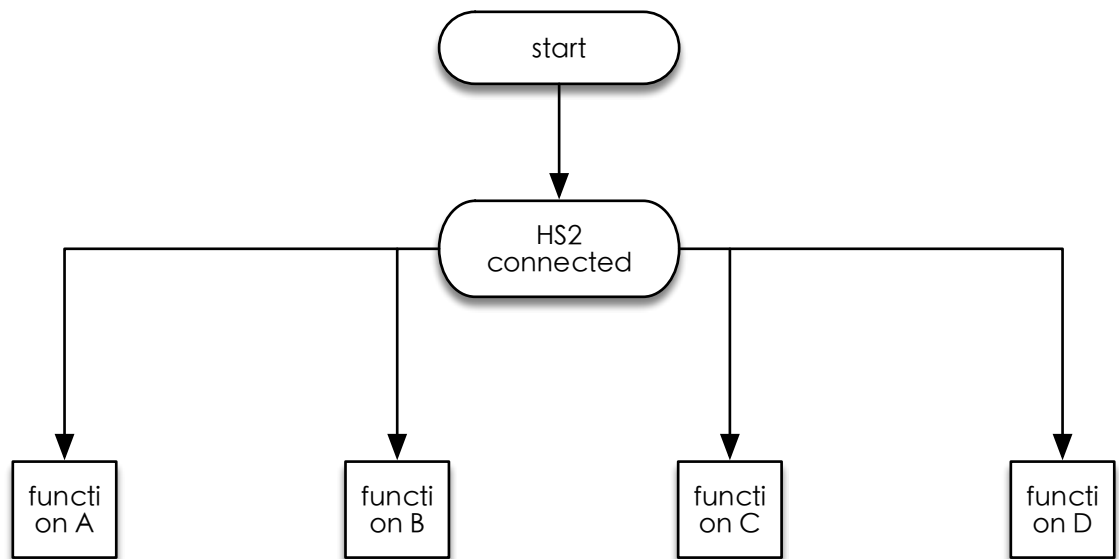 start
HS2
connected
functi
on A
functi
on B
functi
on C
functi
on D